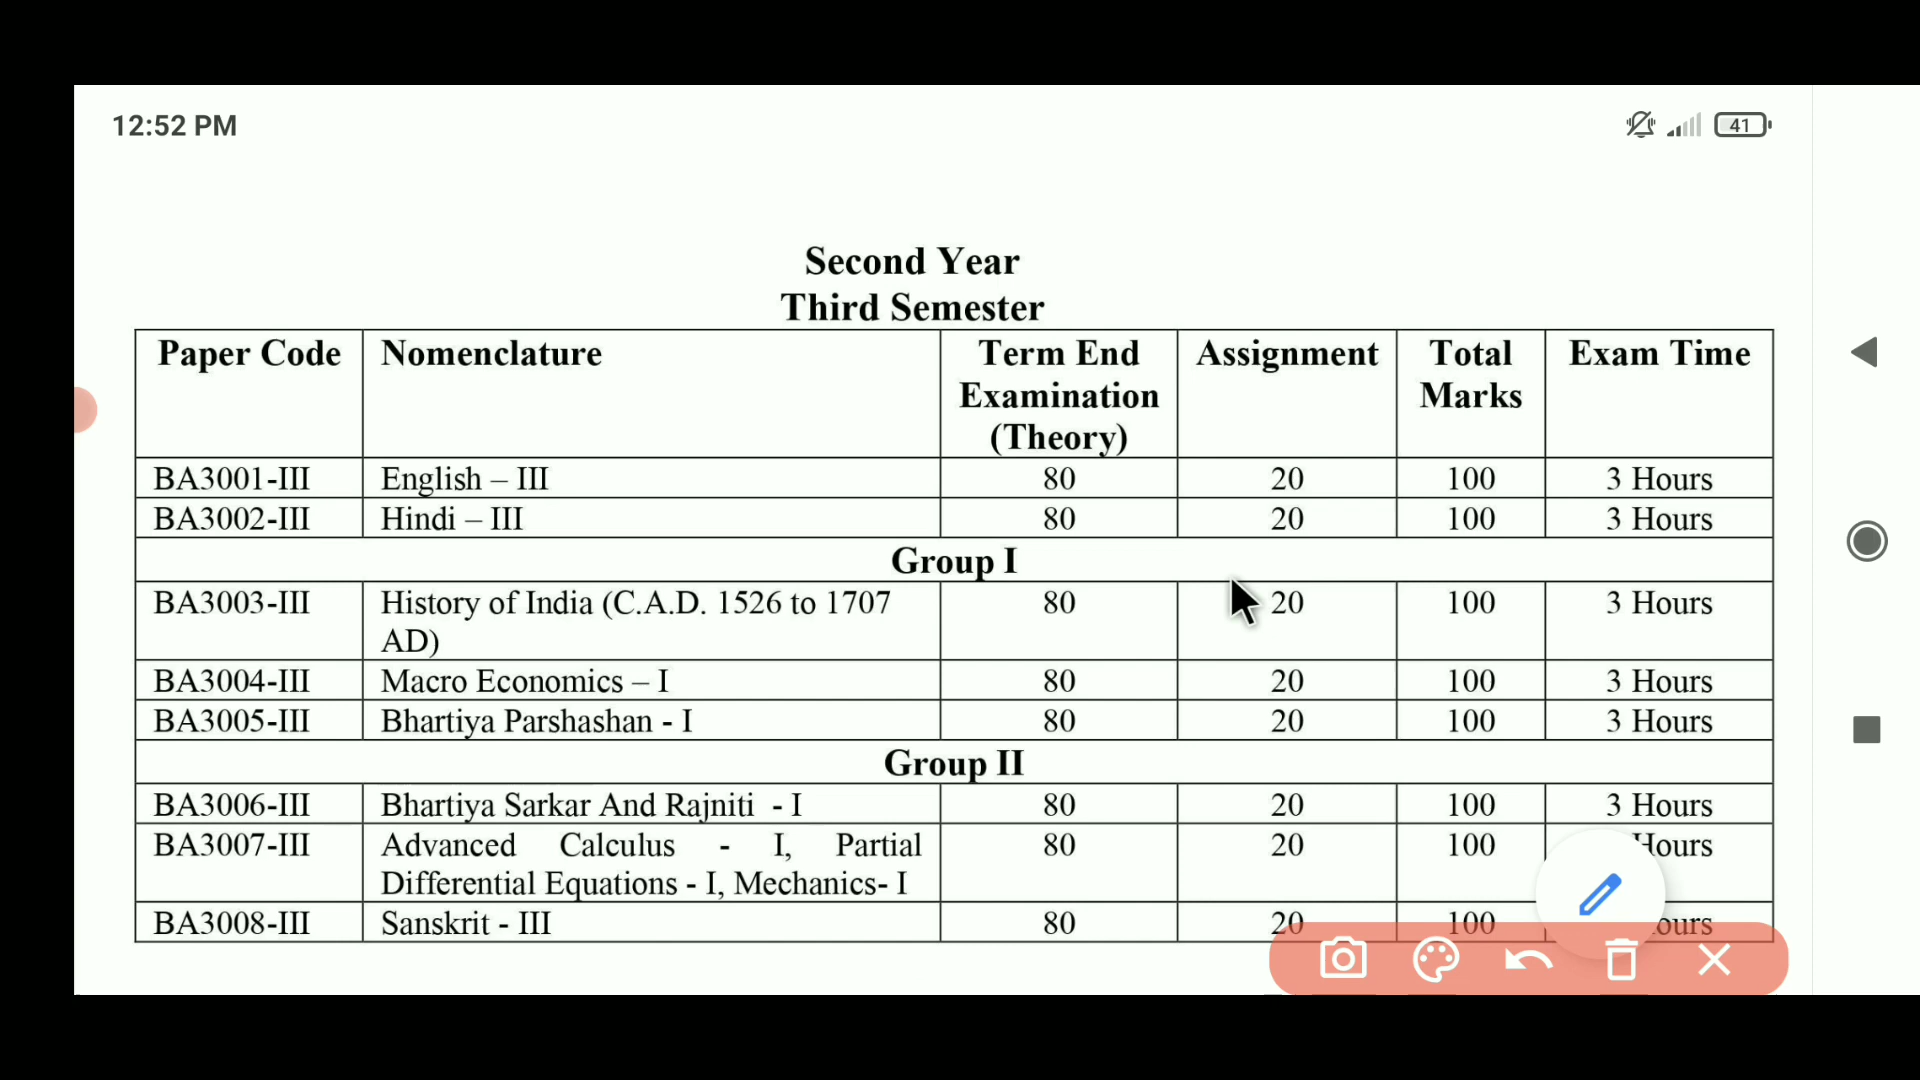 12:52 PM
41
Second Year
Third Semester
Paper Code Nomenclature Term End Examination (Theory) Assignment Total Marks Exam Time
BA3001-III English – III 80 20 100 3 Hours
BA3002-III Hindi – III 80 20 100 3 Hours
Group I
BA3003-III History of India (C.A.D. 1526 to 1707 AD) 80 20 100 3 Hours
BA3004-III Macro Economics – I 80 20 100 3 Hours
BA3005-III Bhartiya Parshashan - I 80 20 100 3 Hours
Group II
BA3006-III Bhartiya Sarkar And Rajniti - I 80 20 100 3 Hours
BA3007-III Advanced Calculus - I, Partial Differential Equations - I, Mechanics- I 80 20 100 Hours
BA3008-III Sanskrit - III 80 20 100